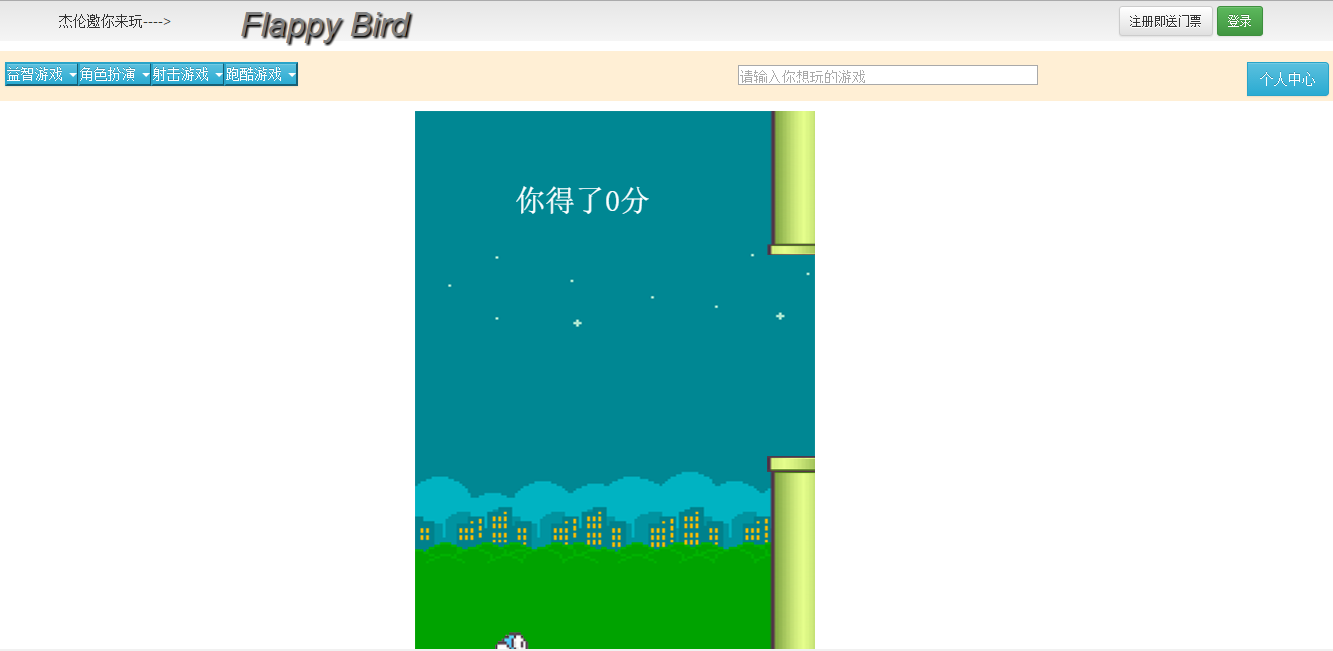 杰伦邀你来玩---->
Flappy Bird
注册即送门票
登录
益智游戏
角色扮演
射击游戏
跑酷游戏
请输入你想玩的游戏
个人中心
你得了0分